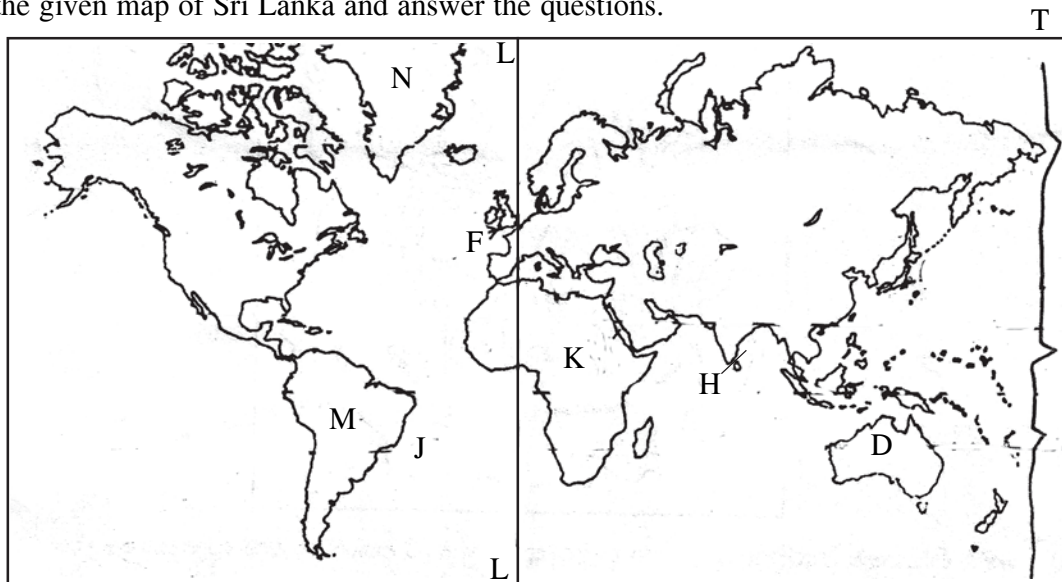 the given map of Sri Lanka and answer the questions.
T
L
N
F
K
H
M
J
D
L